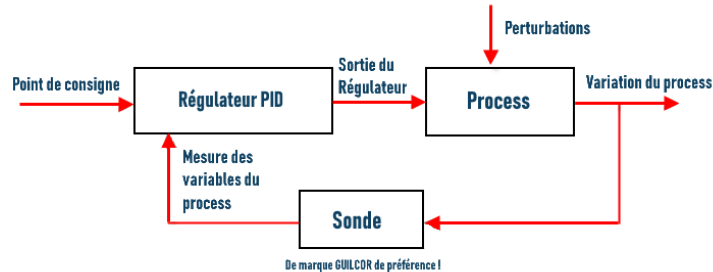 Perturbations
Point de consigne
Régulateur PID
Sortie du
Régulateur
Process
Variation du process
Mesure des
variables du
process
Sonde
De marque GUILCOR de préférence !